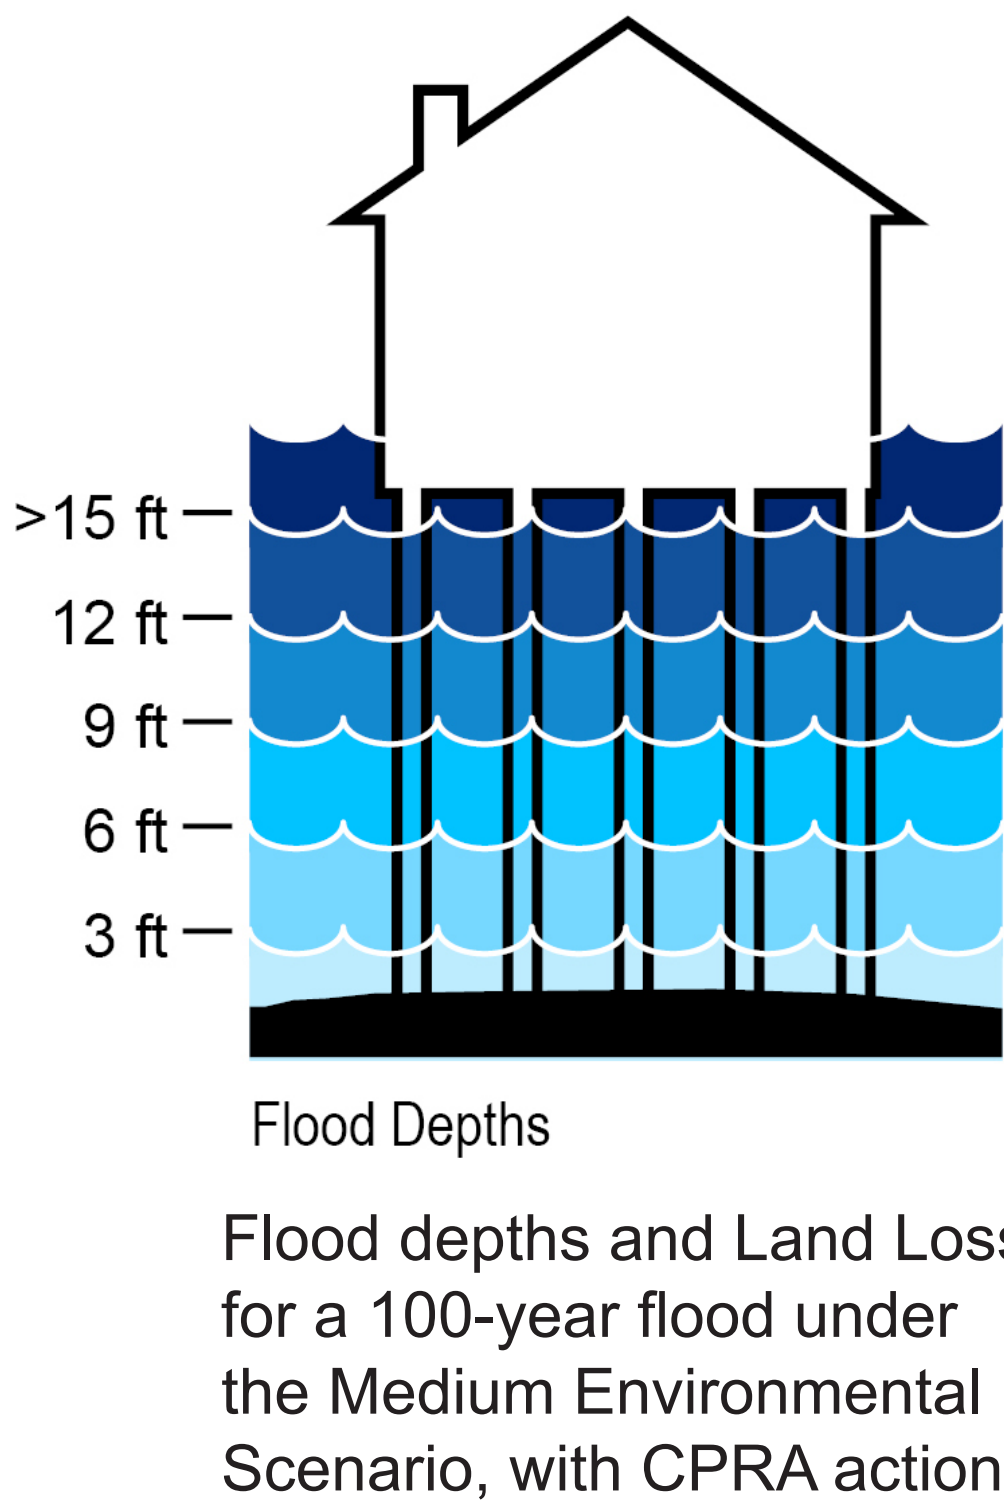 >15 ft
12 ft
9 ft
6 ft
3 ft
Flood Depths
Flood depths and Land Loss
for a 100-year flood under
the Medium Environmental
Scenario, with CPRA action